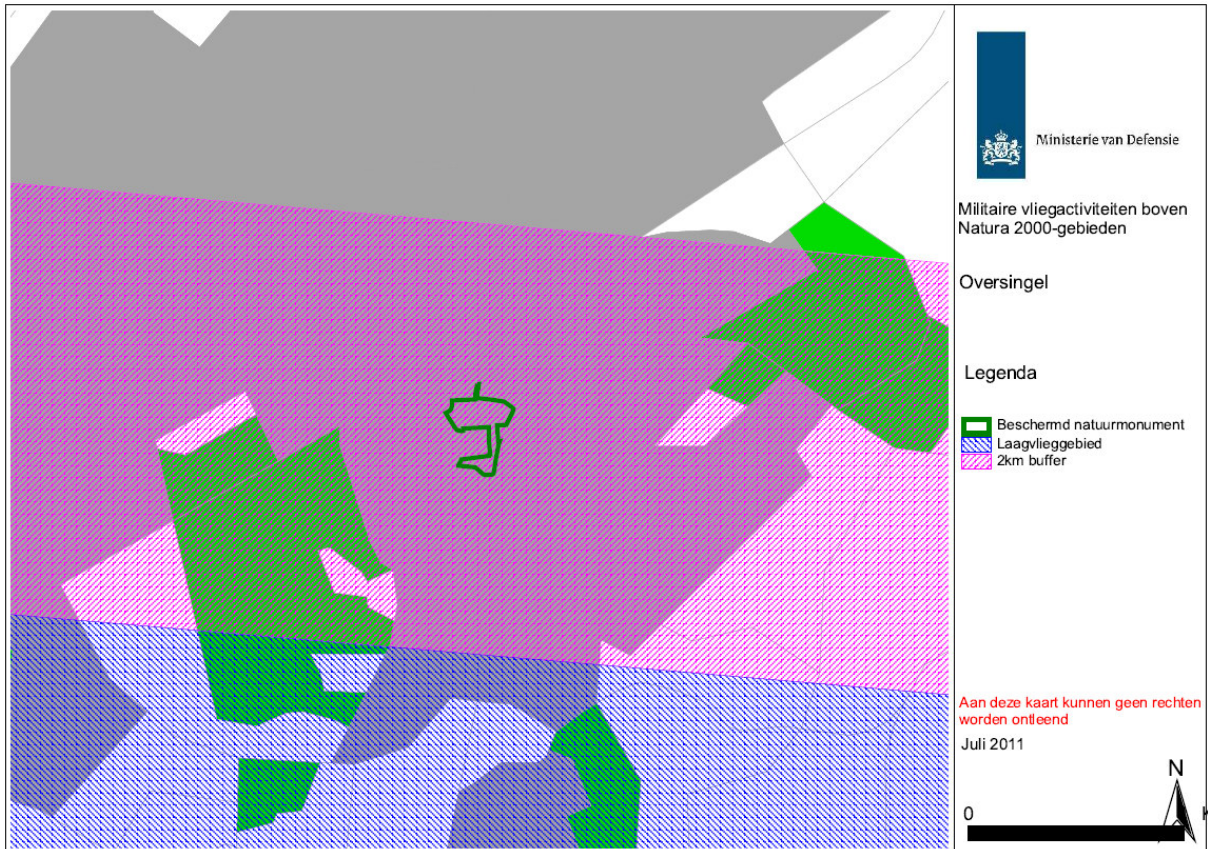 Ministerie van Defensie
Militaire vliegactiviteiten boven
Natura 2000-gebieden
Oversingel
Legenda
Beschermd natuurmonument
Laagvlieggebied
2km buffer
Aan deze kaart kunnen geen rechten
worden ontleend
Juli 2011
N
0